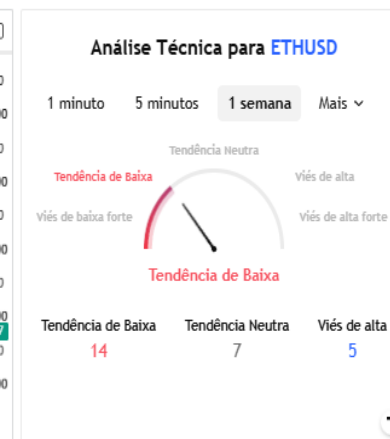 Análise Técnica para ETHUSD
1 minuto 5 minutos 1 semana Mais
Tendência Neutra
Tendência de Baixa Viés de alta
Viés de baixa forte Viés de alta forte
Tendência de Baixa
Tendência de Baixa Tendência Neutra Viés de alta
14 7 5